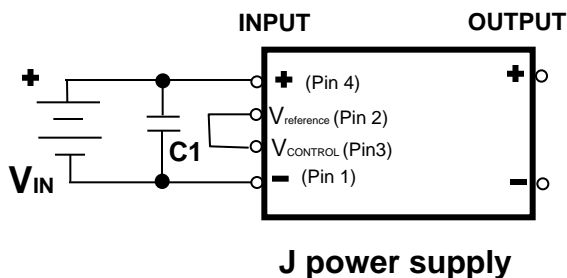 INPUT OUTPUT
+ + (Pin 4) +
Vreference (Pin 2)
C1 VCONTROL (Pin3)
VIN − (Pin 1) −
J power supply